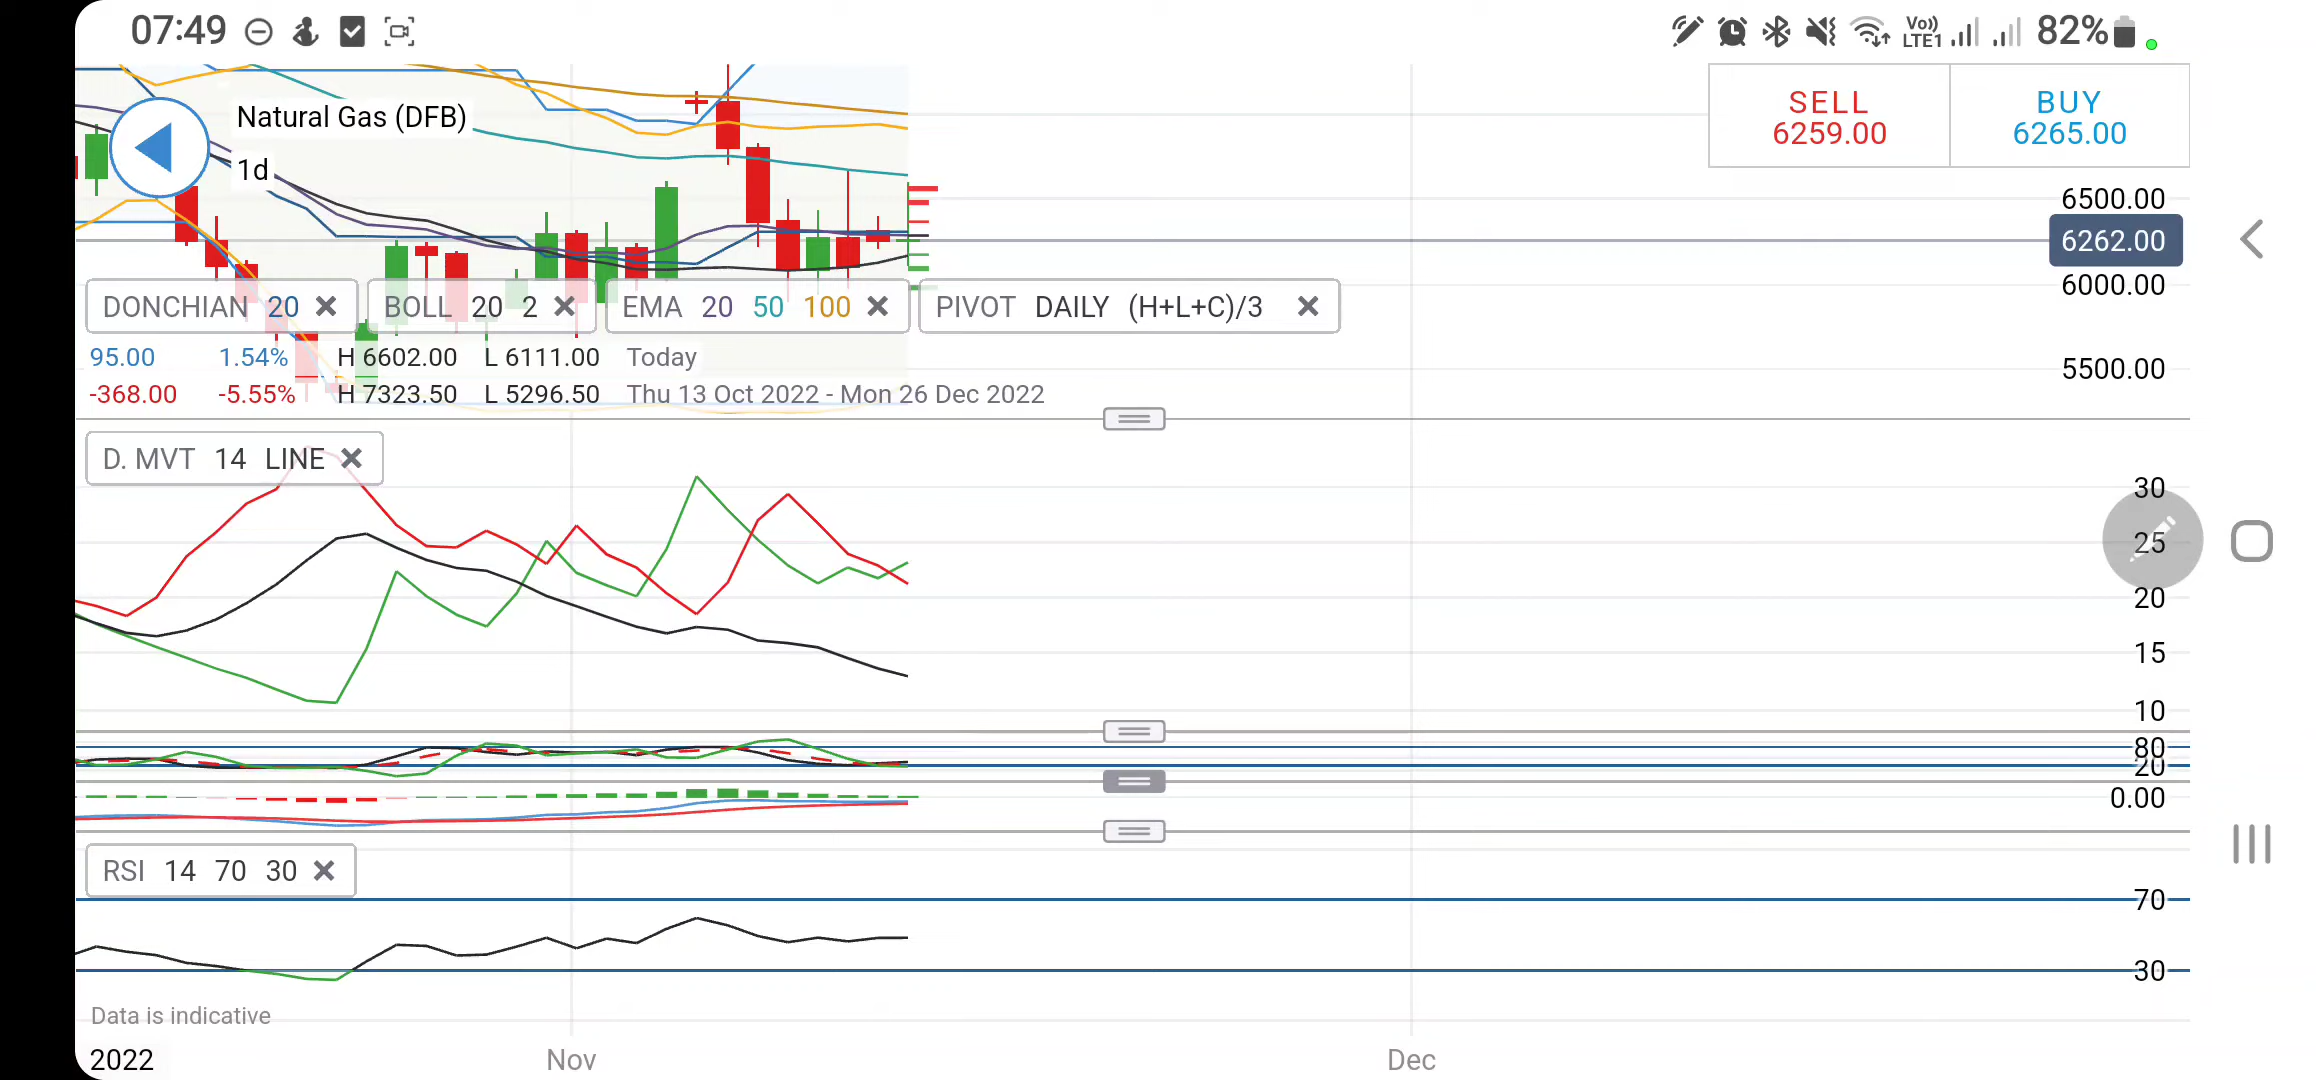 07:49
Vo)) LTE1 82%
Natural Gas (DFB)
1d
SELL 6259.00
BUY 6265.00
6500.00
6262.00
6000.00
5500.00
DONCHIAN 20
BOLL 20 2
EMA 20 50 100
PIVOT DAILY (H+L+C)/3
95.00 1.54% H 6602.00 L 6111.00 Today
-368.00 -5.55% H 7323.50 L 5296.50 Thu 13 Oct 2022 - Mon 26 Dec 2022
D. MVT 14 LINE
30
25
20
15
10
80
20
0.00
RSI 14 70 30
70
30
Data is indicative
2022 Nov Dec